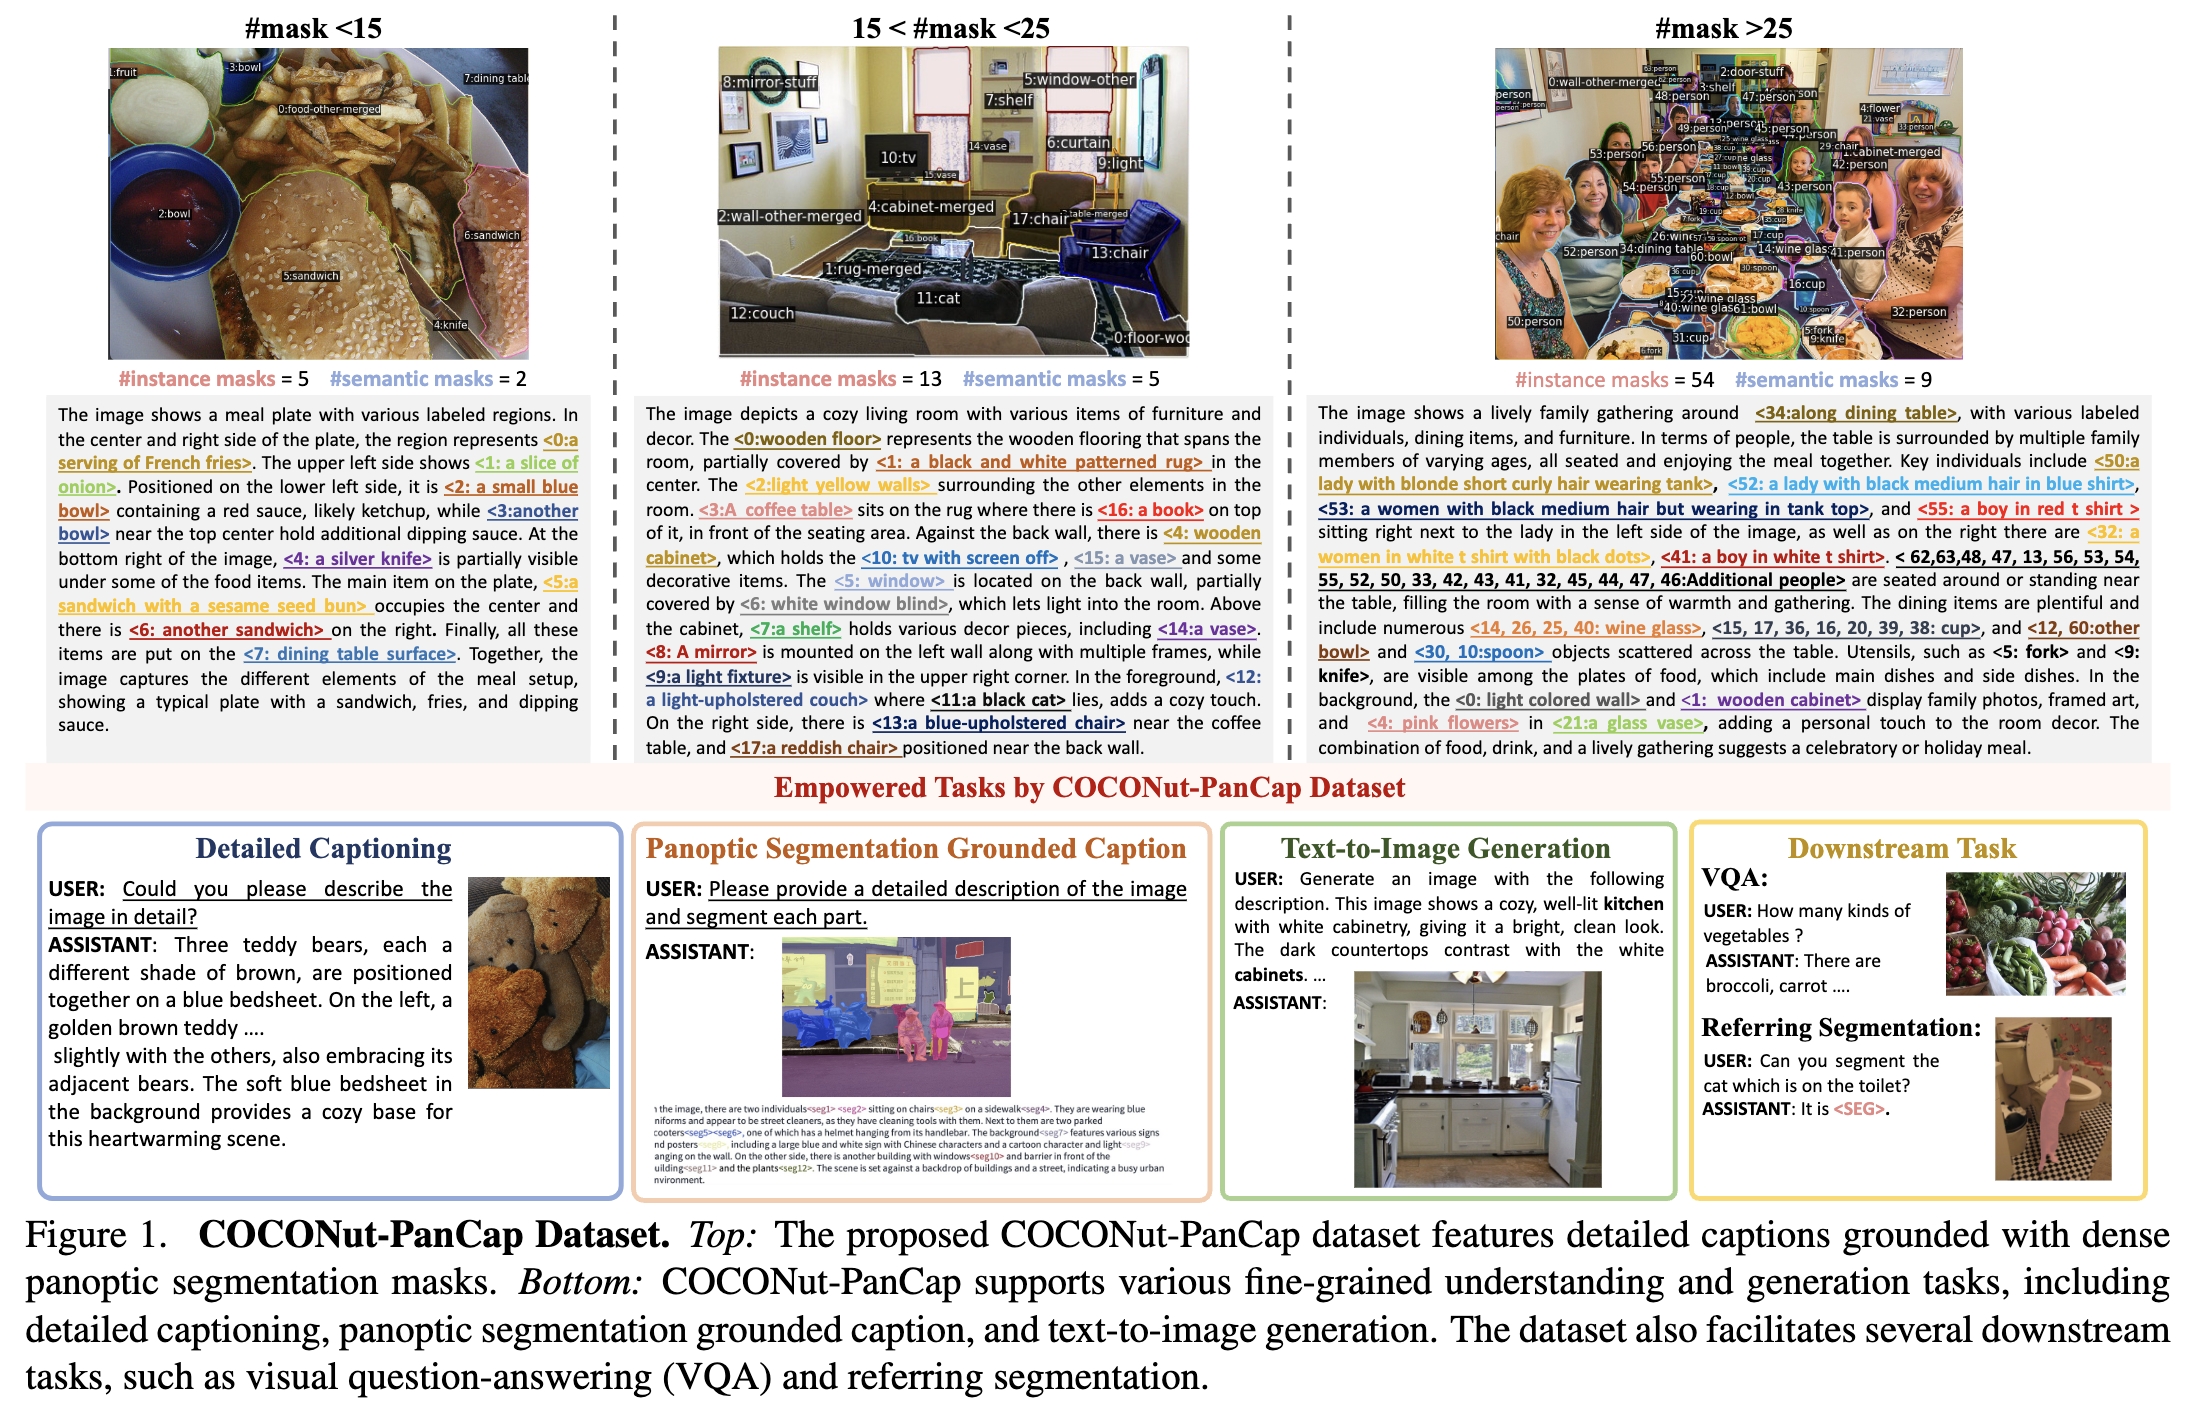 #mask <15
1:fruit
3:bowl
7:dining table
0:food-other-merged
2:bowl
6:sandwich
5:sandwich
4:knife
#instance masks = 5 #semantic masks = 2
The image shows a meal plate with various labeled regions. In
the center and right side of the plate, the region represents <0:a
serving of French fries>. The upper left side shows <1: a slice of
onion>. Positioned on the lower left side, it is <2: a small blue
bowl> containing a red sauce, likely ketchup, while <3:another
bowl> near the top center hold additional dipping sauce. At the
bottom right of the image, <4: a silver knife> is partially visible
under some of the food items. The main item on the plate, <5:a
sandwich with a sesame seed bun> occupies the center and
there is <6: another sandwich> on the right. Finally, all these
items are put on the <7: dining table surface>. Together, the
image captures the different elements of the meal setup,
showing a typical plate with a sandwich, fries, and dipping
sauce.
15 < #mask <25
8:mirror-stuff
5:window-other
7:shelf
14:vase
6:curtain
10:tv
9:light
15:vase
4:cabinet-merged
2:wall-other-merged
17:chair
table-merged
16:book
13:chair
1:rug-merged
11:cat
12:couch
0:floor-woo
#instance masks = 13 #semantic masks = 5
The image depicts a cozy living room with various items of furniture and
decor. The <0:wooden floor> represents the wooden flooring that spans the
room, partially covered by <1: a black and white patterned rug> in the
center. The <2:light yellow walls> surrounding the other elements in the
room. <3:A coffee table> sits on the rug where there is <16: a book> on top
of it, in front of the seating area. Against the back wall, there is <4: wooden
cabinet>, which holds the <10: tv with screen off> , <15: a vase> and some
decorative items. The <5: window> is located on the back wall, partially
covered by <6: white window blind>, which lets light into the room. Above
the cabinet, <7:a shelf> holds various decor pieces, including <14:a vase>.
<8: A mirror> is mounted on the left wall along with multiple frames, while
<9:a light fixture> is visible in the upper right corner. In the foreground, <12:
a light-upholstered couch> where <11:a black cat> lies, adds a cozy touch.
On the right side, there is <13:a blue-upholstered chair> near the coffee
table, and <17:a reddish chair> positioned near the back wall.
#mask >25
63:person
0:wall-other-merged
2:door-stuff
3:shelf
person
48:person
47:person
4:flower
21:vase
33:person
49:person
13:person
45:person
56:person
53:person
29:chair
1:cabinet-merged
42:person
55:person
54:person
43:person
12:bowl
19:cup
35:cup
chair
17:cup
52:person
34:dining table
14:wine glass
41:person
60:bowl
30:spoon
36:cup
16:cup
22:wine glass
40:wine glass
61:bowl
10:spoon
50:person
32:person
31:cup
5:fork
9:knife
6:fork
#instance masks = 54 #semantic masks = 9
The image shows a lively family gathering around <34:along dining table>, with various labeled
individuals, dining items, and furniture. In terms of people, the table is surrounded by multiple family
members of varying ages, all seated and enjoying the meal together. Key individuals include <50:a
lady with blonde short curly hair wearing tank>, <52: a lady with black medium hair in blue shirt>,
<53: a women with black medium hair but wearing in tank top>, and <55: a boy in red t shirt >
sitting right next to the lady in the left side of the image, as well as on the right there are <32: a
women in white t shirt with black dots>, <41: a boy in white t shirt>. < 62,63,48, 47, 13, 56, 53, 54,
55, 52, 50, 33, 42, 43, 41, 32, 45, 44, 47, 46:Additional people> are seated around or standing near
the table, filling the room with a sense of warmth and gathering. The dining items are plentiful and
include numerous <14, 26, 25, 40: wine glass>, <15, 17, 36, 16, 20, 39, 38: cup>, and <12, 60:other
bowl> and <30, 10:spoon> objects scattered across the table. Utensils, such as <5: fork> and <9:
knife>, are visible among the plates of food, which include main dishes and side dishes. In the
background, the <0: light colored wall> and <1: wooden cabinet> display family photos, framed art,
and <4: pink flowers> in <21:a glass vase>, adding a personal touch to the room decor. The
combination of food, drink, and a lively gathering suggests a celebratory or holiday meal.
Empowered Tasks by COCONut-PanCap Dataset
Detailed Captioning
USER: Could you please describe the
image in detail?
ASSISTANT: Three teddy bears, each a
different shade of brown, are positioned
together on a blue bedsheet. On the left, a
golden brown teddy ....
slightly with the others, also embracing its
adjacent bears. The soft blue bedsheet in
the background provides a cozy base for
this heartwarming scene.
Panoptic Segmentation Grounded Caption
USER: Please provide a detailed description of the image
and segment each part.
ASSISTANT:
上
the image, there are two individuals<seg1> <seg2> sitting on chairs<seg3> on a sidewalk<seg4>. They are wearing blue
niforms and appear to be street cleaners, as they have cleaning tools with them. Next to them are two parked
cooters<seg5><seg6>, one of which has a helmet hanging from its handlebar. The background<seg7> features various signs
nd posters<seg8>, including a large blue and white sign with Chinese characters and a cartoon character and light<seg9>
anging on the wall. On the other side, there is another building with windows<seg10> and barrier in front of the
uilding<seg11> and the plants<seg12>. The scene is set against a backdrop of buildings and a street, indicating a busy urban
nvironment.
Text-to-Image Generation
USER: Generate an image with the following
description. This image shows a cozy, well-lit kitchen
with white cabinetry, giving it a bright, clean look.
The dark countertops contrast with the white
cabinets. ...
ASSISTANT:
Downstream Task
VQA:
USER: How many kinds of
vegetables ?
ASSISTANT: There are
broccoli, carrot ....
Referring Segmentation:
USER: Can you segment the
cat which is on the toilet?
ASSISTANT: It is <SEG>.
Figure 1. COCONut-PanCap Dataset. Top: The proposed COCONut-PanCap dataset features detailed captions grounded with dense
panoptic segmentation masks. Bottom: COCONut-PanCap supports various fine-grained understanding and generation tasks, including
detailed captioning, panoptic segmentation grounded caption, and text-to-image generation. The dataset also facilitates several downstream
tasks, such as visual question-answering (VQA) and referring segmentation.